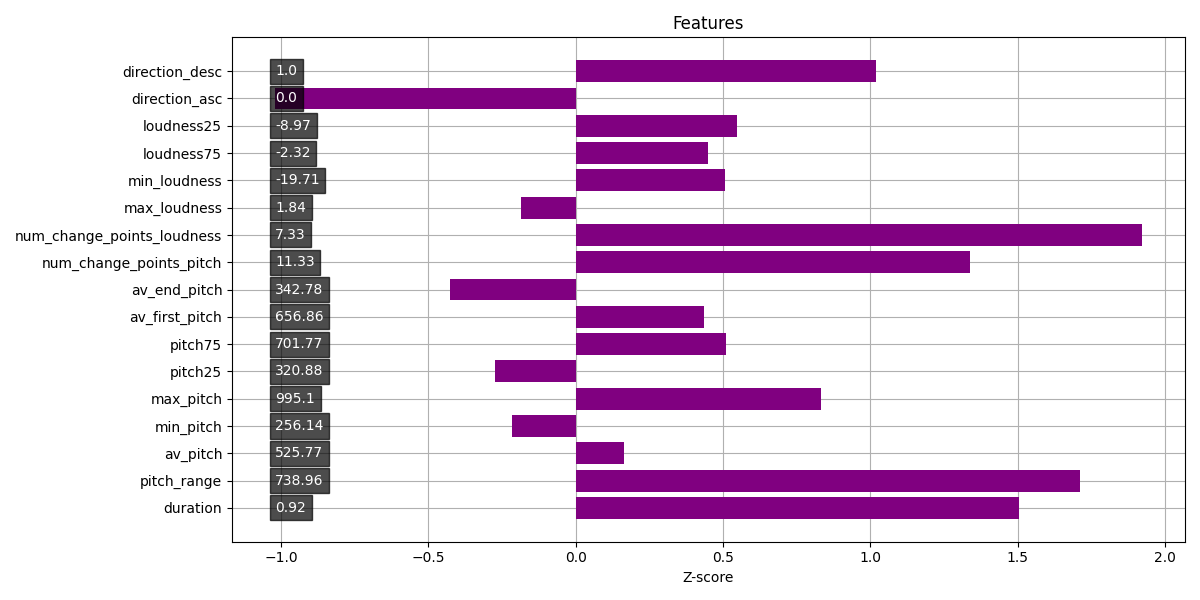 Features
direction_desc 1.0
direction_asc 0.0
loudness25 -8.97
loudness75 -2.32
min_loudness -19.71
max_loudness 1.84
num_change_points_loudness 7.33
num_change_points_pitch 11.33
av_end_pitch 342.78
av_first_pitch 656.86
pitch75 701.77
pitch25 320.88
max_pitch 995.1
min_pitch 256.14
av_pitch 525.77
pitch_range 738.96
duration 0.92
−1.0 −0.5 0.0 0.5 1.0 1.5 2.0
Z-score